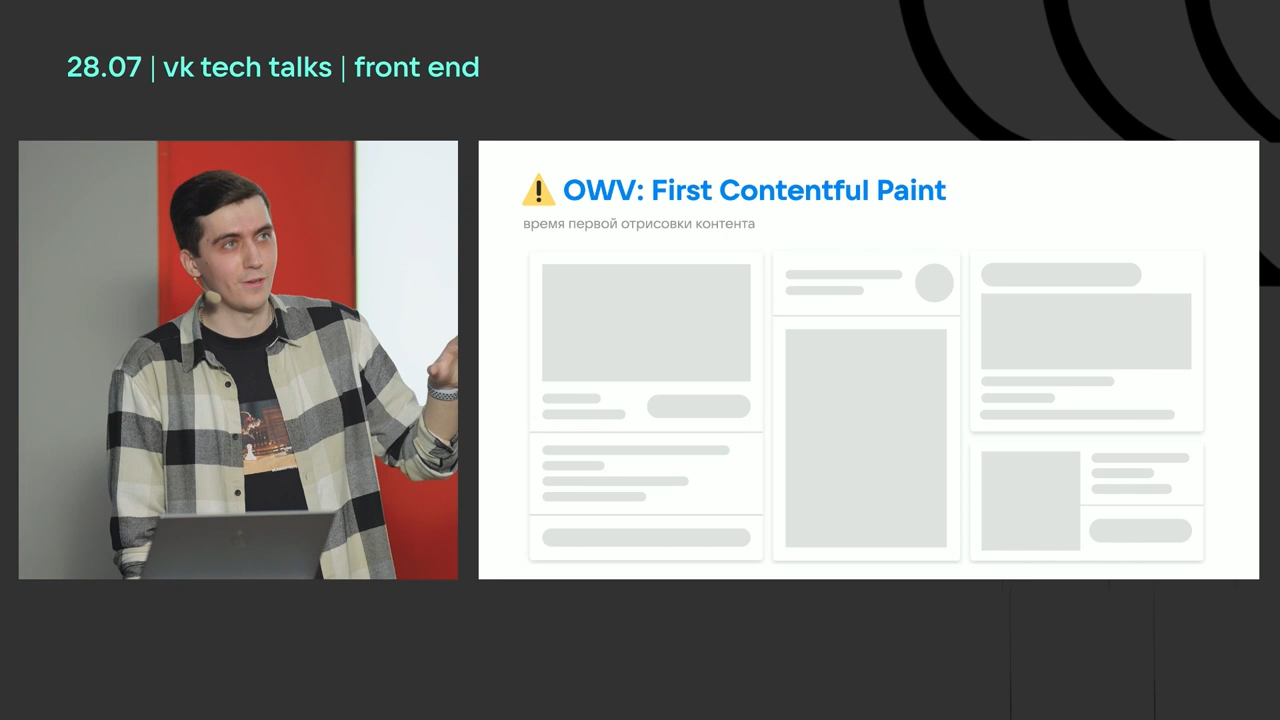 28.07 | vk tech talks | front end
⚠️ OWV: First Contentful Paint
время первой отрисовки контента